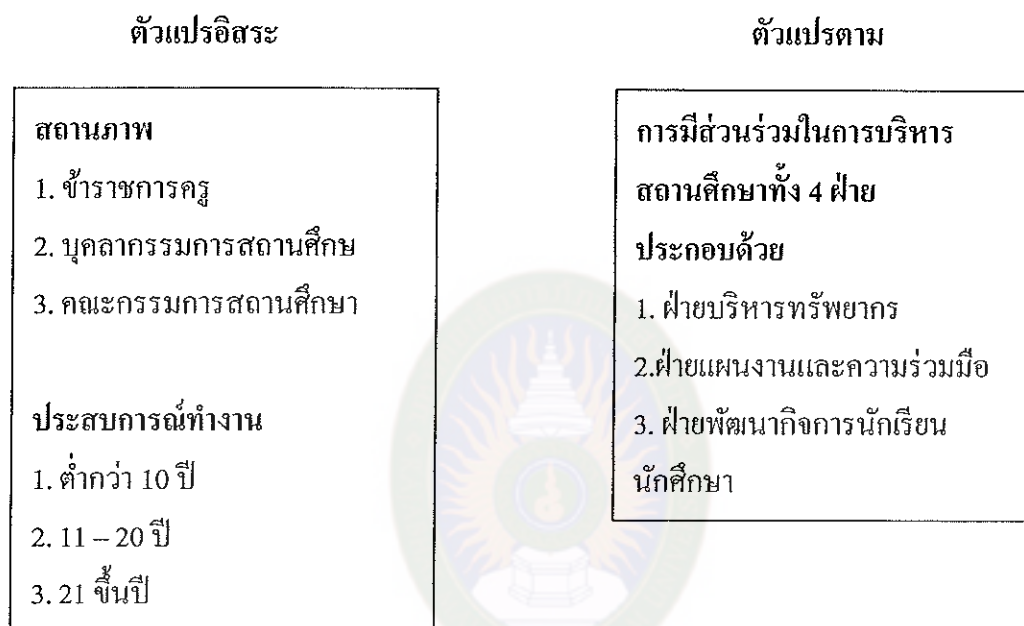 ตัวแปรอิสระ
สถานภาพ
1. ข้าราชการครู
2. บุคลากรรมการสถานศึกษ
3. คณะกรรมการสถานศึกษา
ประสบการณ์ทำงาน
1. ต่ำกว่า 10 ปี
2. 11 – 20 ปี
3. 21 ขึ้นปี
ตัวแปรตาม
การมีส่วนร่วมในการบริหาร
สถานศึกษาทั้ง 4 ฝ่าย
ประกอบด้วย
1. ฝ่ายบริหารทรัพยากร
2.ฝ่ายแผนงานและความร่วมมือ
3. ฝ่ายพัฒนากิจการนักเรียน
นักศึกษา